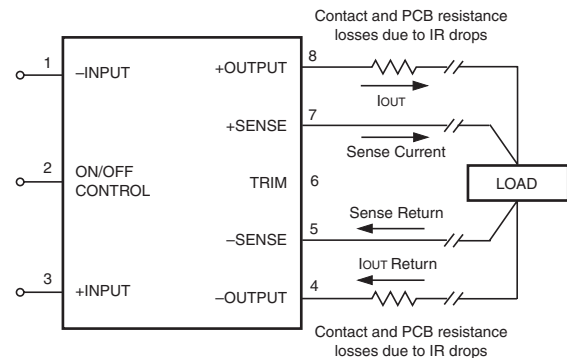 Contact and PCB resistance
losses due to IR drops
1
–INPUT
+OUTPUT
8
IOUT
+SENSE
7
Sense Current
2
ON/OFF
CONTROL
TRIM
6
LOAD
Sense Return
–SENSE
5
IOUT Return
3
+INPUT
–OUTPUT
4
Contact and PCB resistance
losses due to IR drops